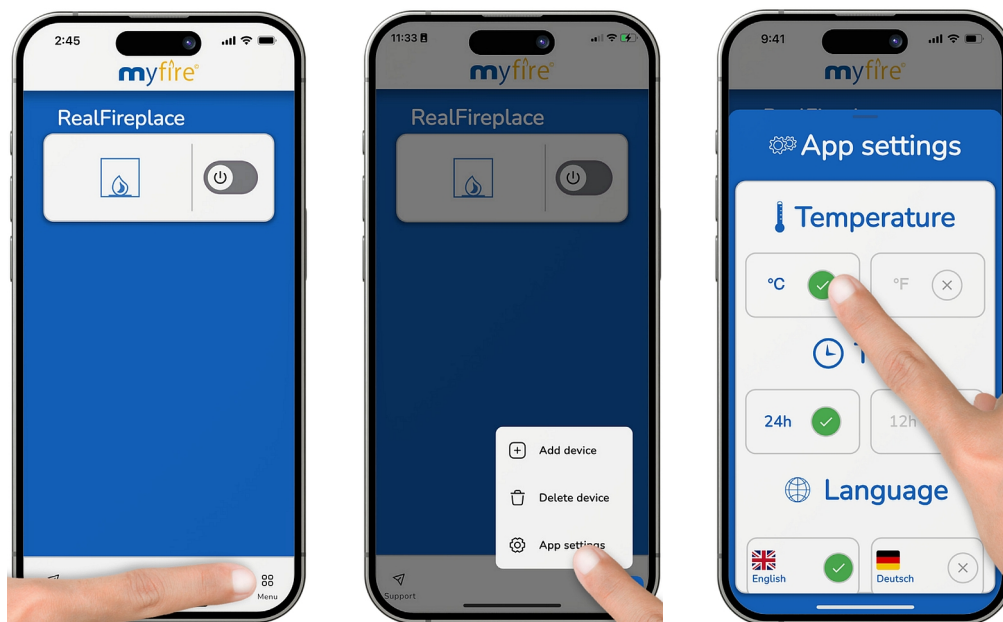 2:45
myfire®
RealFireplace
Menu
11:33
myfire®
RealFireplace
Add device
Delete device
App settings
Support
9:41
myfire®
App settings
Temperature
°C
°F
24h
12h
Language
English
Deutsch